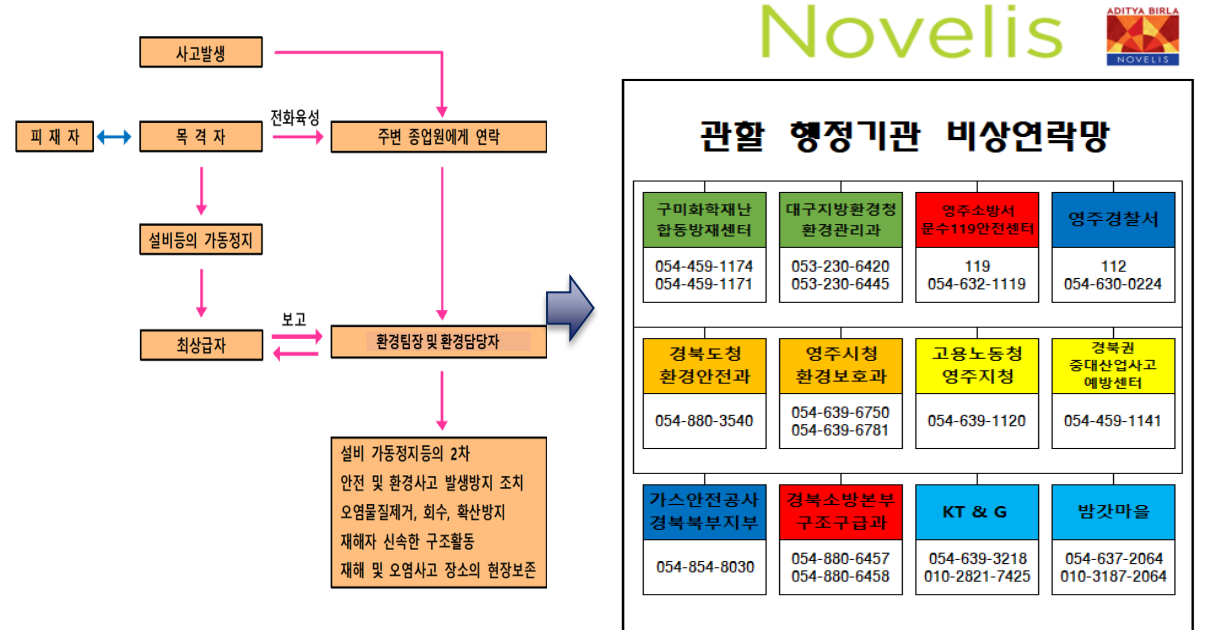 Novelis
ADITYA BIRLA
NOVELIS
사고발생
피 재 자
목 격 자
전화육성
주변 종업원에게 연락
설비등의 가동정지
최상급자
보고
환경팀장 및 환경담당자
설비 가동정지등의 2차
안전 및 환경사고 발생방지 조치
오염물질제거, 회수, 확산방지
재해자 신속한 구조활동
재해 및 오염사고 장소의 현장보존
관할 행정기관 비상연락망
구미화학재난
합동방재센터
054-459-1174
054-459-1171
대구지방환경청
환경관리과
053-230-6420
053-230-6445
영주소방서
문수119안전센터
119
054-632-1119
영주경찰서
112
054-630-0224
경북도청
환경안전과
054-880-3540
영주시청
환경보호과
054-639-6750
054-639-6781
고용노동청
영주지청
054-639-1120
경북권
중대산업사고
예방센터
054-459-1141
가스안전공사
경북북부지부
054-854-8030
경북소방본부
구조구급과
054-880-6457
054-880-6458
KT & G
054-639-3218
010-2821-7425
밤갓마을
054-637-2064
010-3187-2064